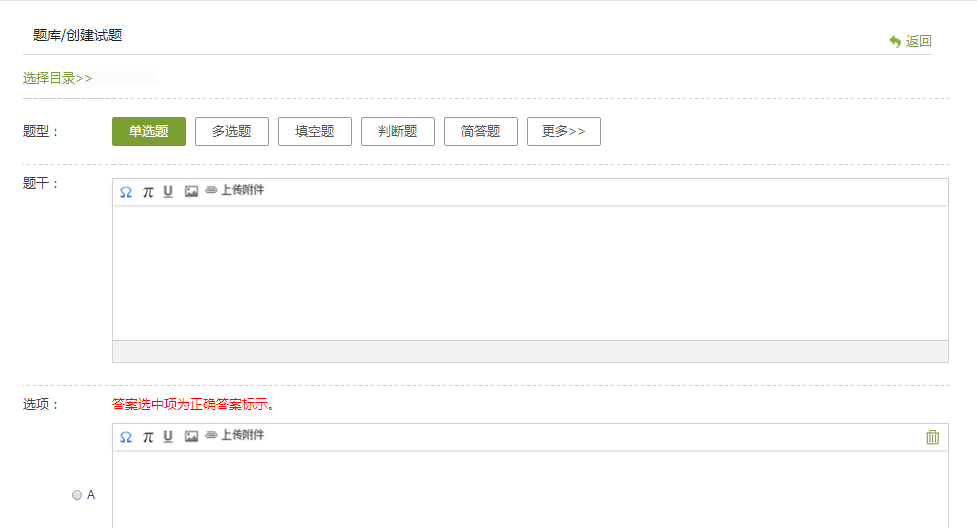 题库/创建试题
返回
选择目录>>
题型：
单选题 多选题 填空题 判断题 简答题 更多>>
题干：
Ω π U 上传附件
选项：
答案选中项为正确答案标示。
Ω π U 上传附件
A